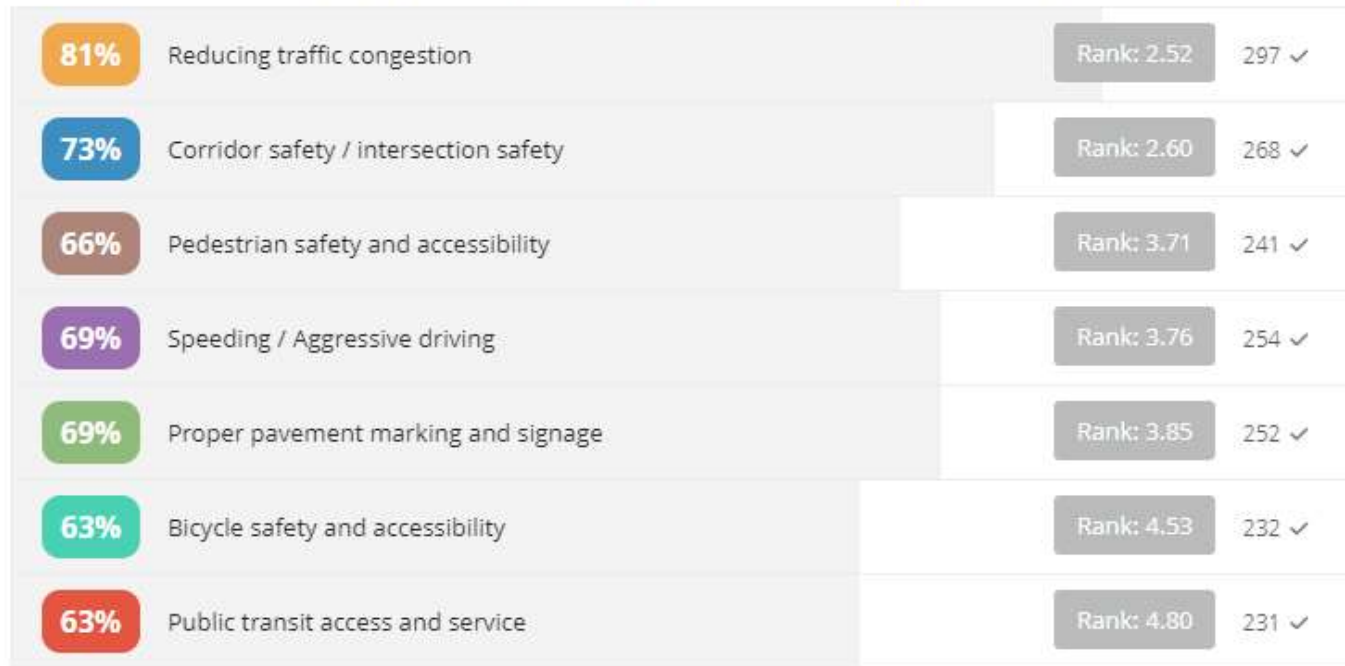 81% Reducing traffic congestion Rank: 2.52 297 ✓
73% Corridor safety / intersection safety Rank: 2.60 268 ✓
66% Pedestrian safety and accessibility Rank: 3.71 241 ✓
69% Speeding / Aggressive driving Rank: 3.76 254 ✓
69% Proper pavement marking and signage Rank: 3.85 252 ✓
63% Bicycle safety and accessibility Rank: 4.53 232 ✓
63% Public transit access and service Rank: 4.80 231 ✓